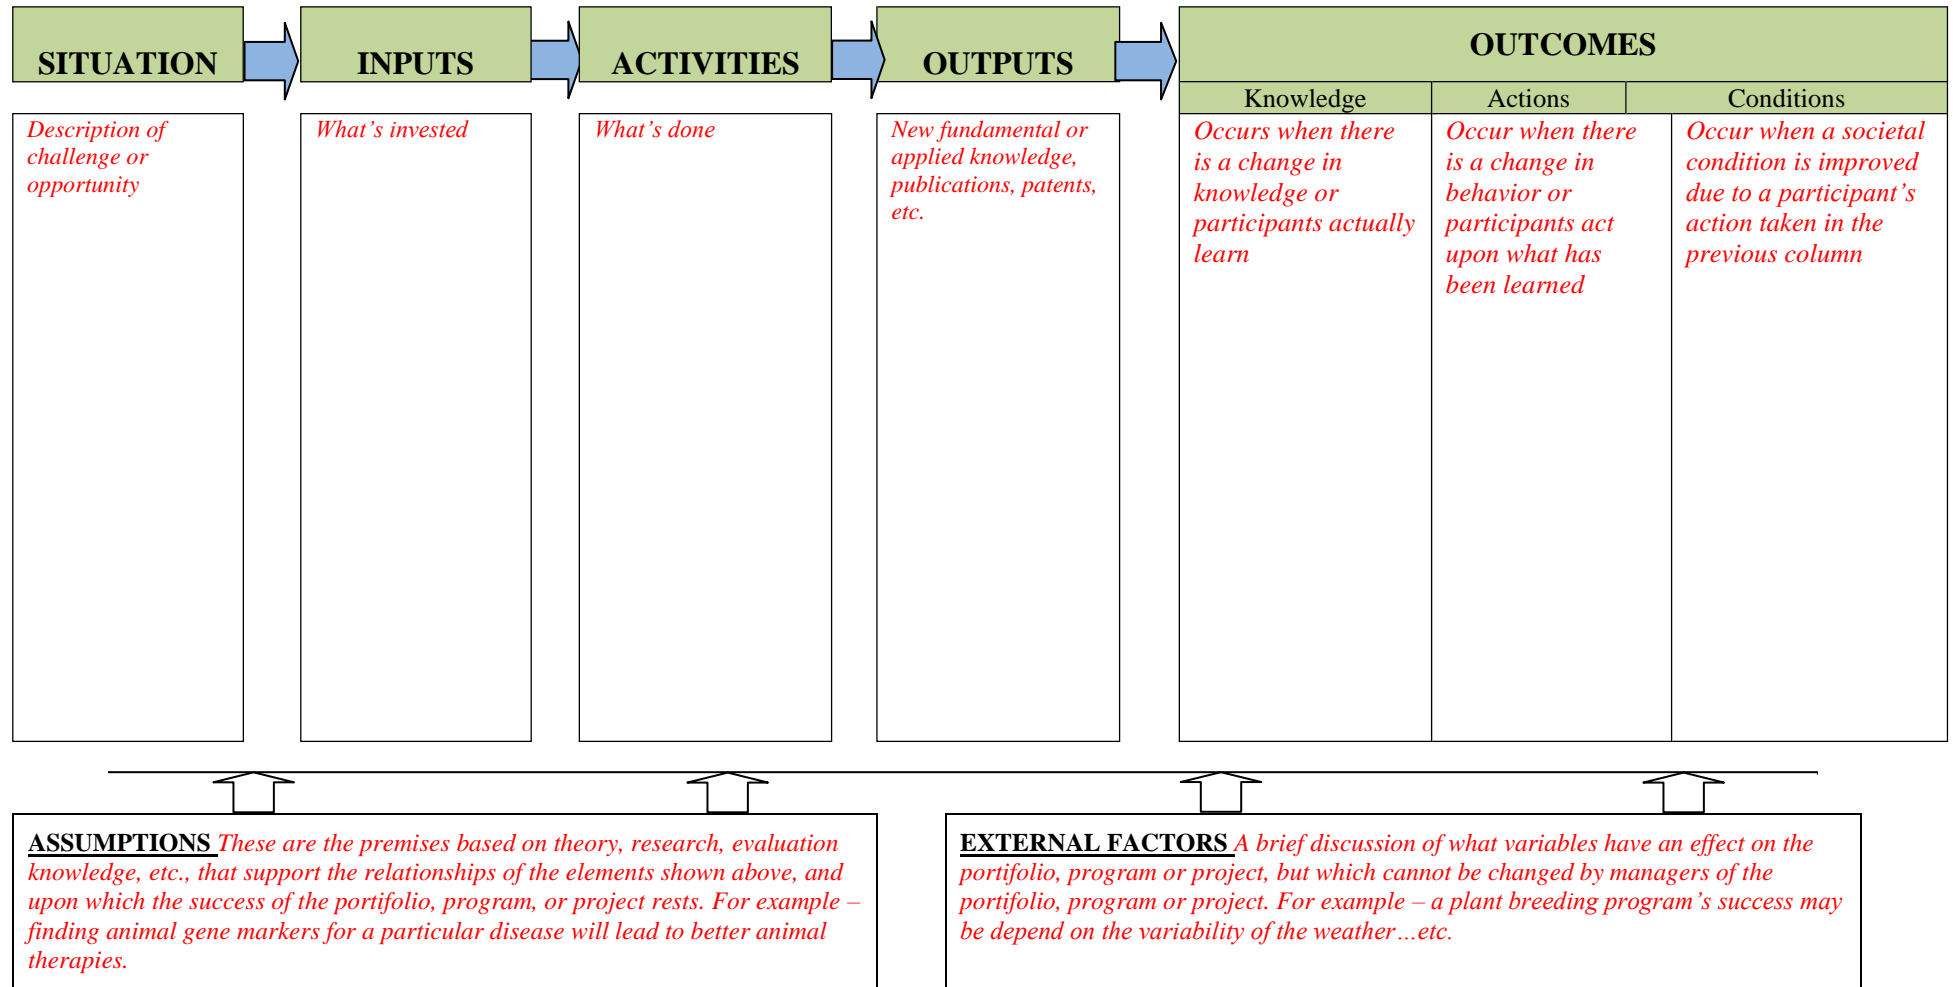 SITUATION
INPUTS
ACTIVITIES
OUTPUTS
OUTCOMES
Knowledge
Actions
Conditions
Description of
challenge or
opportunity
What’s invested
What’s done
New fundamental or
applied knowledge,
publications, patents,
etc.
Occurs when there
is a change in
knowledge or
participants actually
learn
Occur when there
is a change in
behavior or
participants act
upon what has
been learned
Occur when a societal
condition is improved
due to a participant’s
action taken in the
previous column
ASSUMPTIONS These are the premises based on theory, research, evaluation
knowledge, etc., that support the relationships of the elements shown above, and
upon which the success of the portifolio, program, or project rests. For example –
finding animal gene markers for a particular disease will lead to better animal
therapies.
EXTERNAL FACTORS A brief discussion of what variables have an effect on the
portifolio, program or project, but which cannot be changed by managers of the
portifolio, program or project. For example – a plant breeding program’s success may
be depend on the variability of the weather…etc.